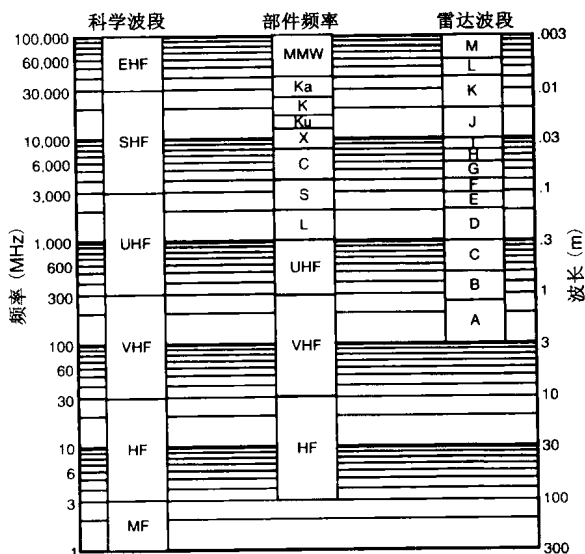 科学波段 部件频率 雷达波段
频率 (MHz)
100,000
60,000
30,000
10,000
6,000
3,000
1,000
600
300
100
60
30
10
6
3
1
EHF
SHF
UHF
VHF
HF
MF
MMW
Ka
K
Ku
X
C
S
L
UHF
VHF
HF
M
L
K
J
I
H
G
F
E
D
C
B
A
.003
.01
.03
.1
.3
1
3
10
30
100
300
波长 (m)